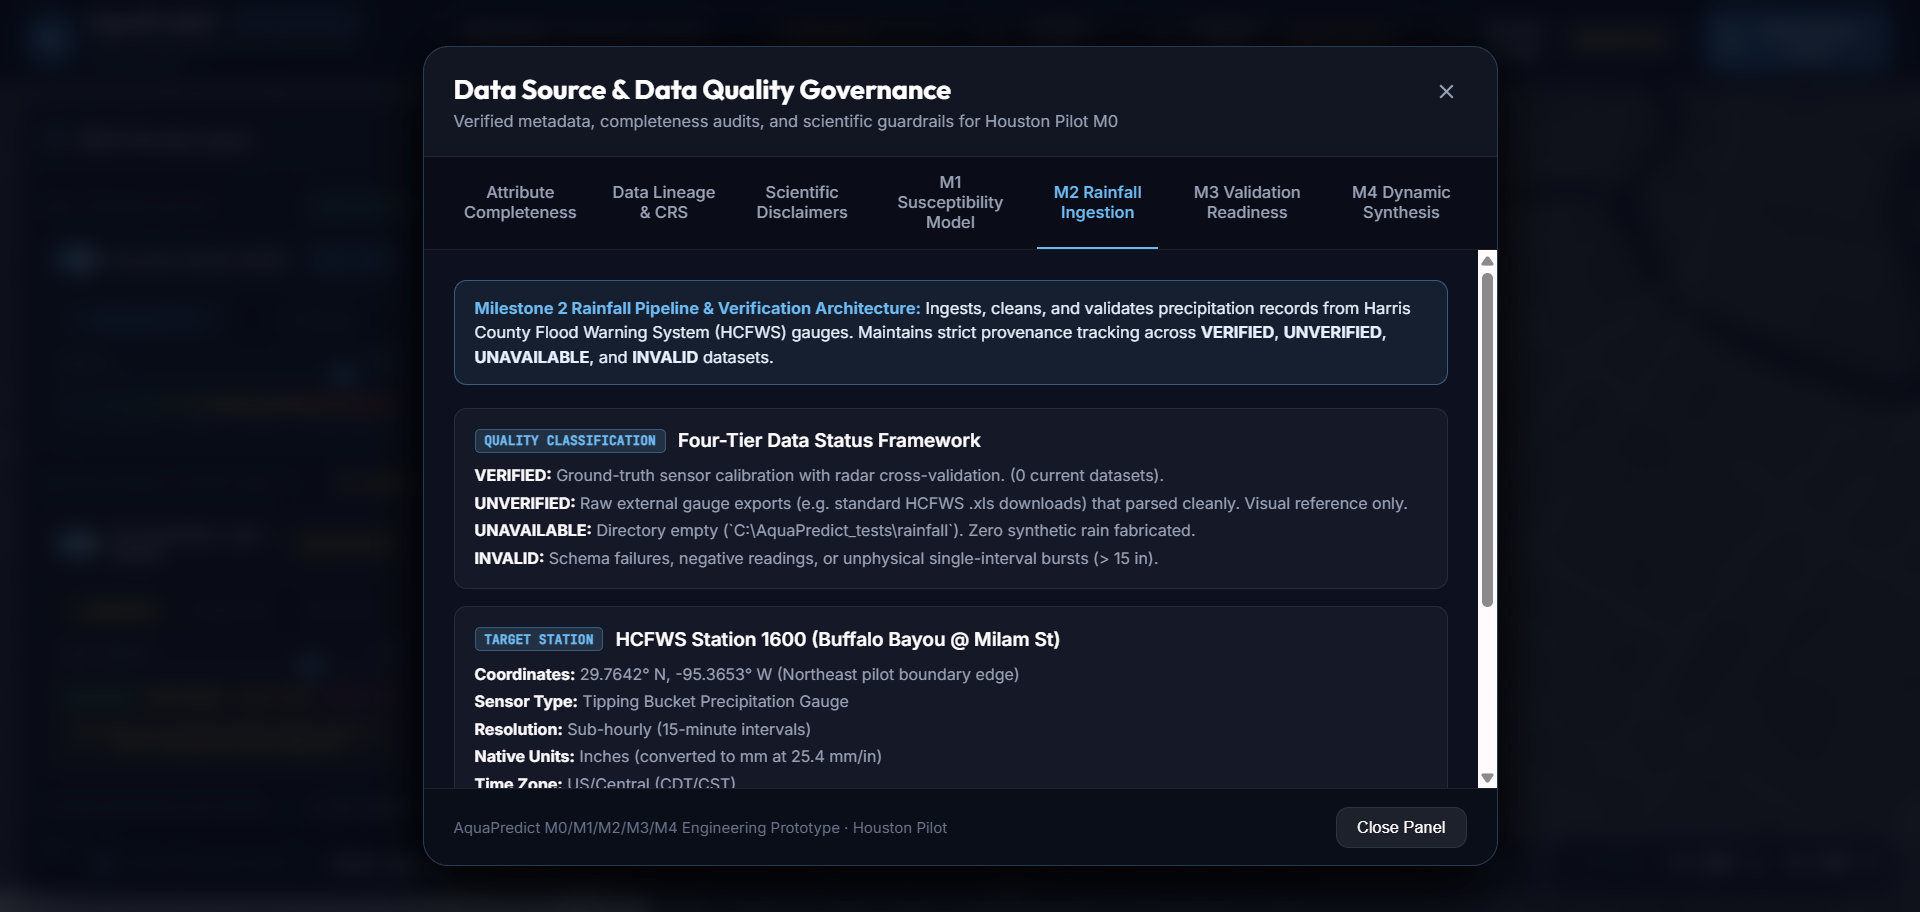 Data Source & Data Quality Governance
Verified metadata, completeness audits, and scientific guardrails for Houston Pilot M0
Attribute
Completeness
Data Lineage
& CRS
Scientific
Disclaimers
M1
Susceptibility
Model
M2 Rainfall
Ingestion
M3 Validation
Readiness
M4 Dynamic
Synthesis
Milestone 2 Rainfall Pipeline & Verification Architecture: Ingests, cleans, and validates precipitation records from Harris
County Flood Warning System (HCFWS) gauges. Maintains strict provenance tracking across VERIFIED, UNVERIFIED,
UNAVAILABLE, and INVALID datasets.
QUALITY CLASSIFICATION Four-Tier Data Status Framework
VERIFIED: Ground-truth sensor calibration with radar cross-validation. (0 current datasets).
UNVERIFIED: Raw external gauge exports (e.g. standard HCFWS .xls downloads) that parsed cleanly. Visual reference only.
UNAVAILABLE: Directory empty (`C:\AquaPredict_tests\rainfall`). Zero synthetic rain fabricated.
INVALID: Schema failures, negative readings, or unphysical single-interval bursts (> 15 in).
TARGET STATION HCFWS Station 1600 (Buffalo Bayou @ Milam St)
Coordinates: 29.7642° N, -95.3653° W (Northeast pilot boundary edge)
Sensor Type: Tipping Bucket Precipitation Gauge
Resolution: Sub-hourly (15-minute intervals)
Native Units: Inches (converted to mm at 25.4 mm/in)
Time Zone: US/Central (CDT/CST)
AquaPredict M0/M1/M2/M3/M4 Engineering Prototype · Houston Pilot
Close Panel